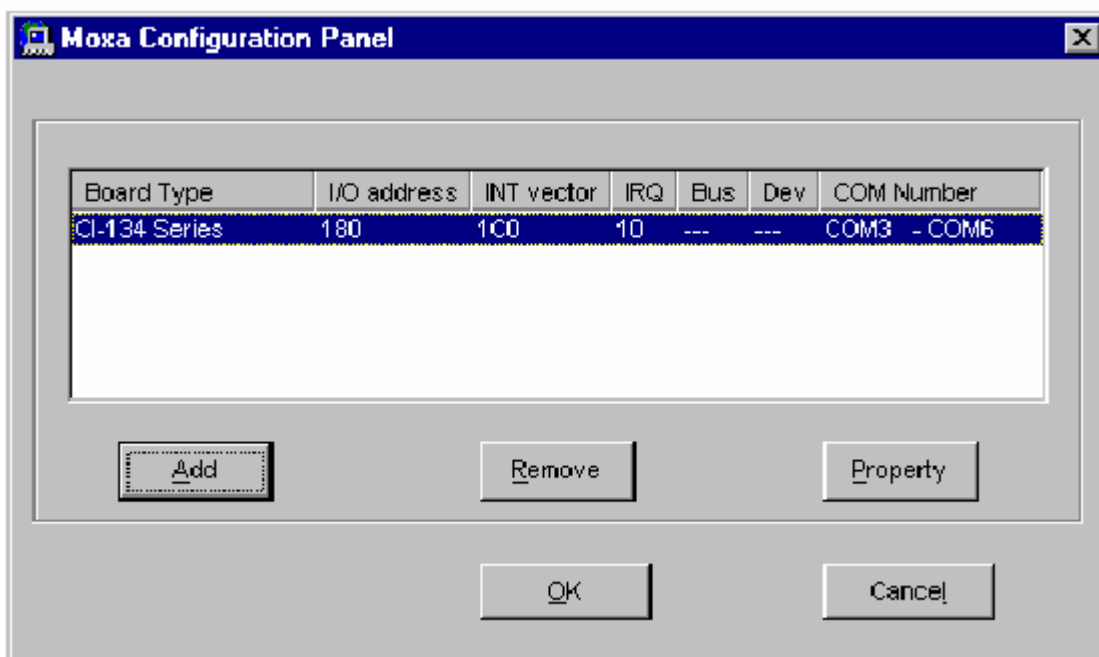 Moxa Configuration Panel
Board Type I/O address INT vector IRQ Bus Dev COM Number
CI-134 Series 180 1C0 10 --- --- COM3 - COM6
Add Remove Property
OK Cancel